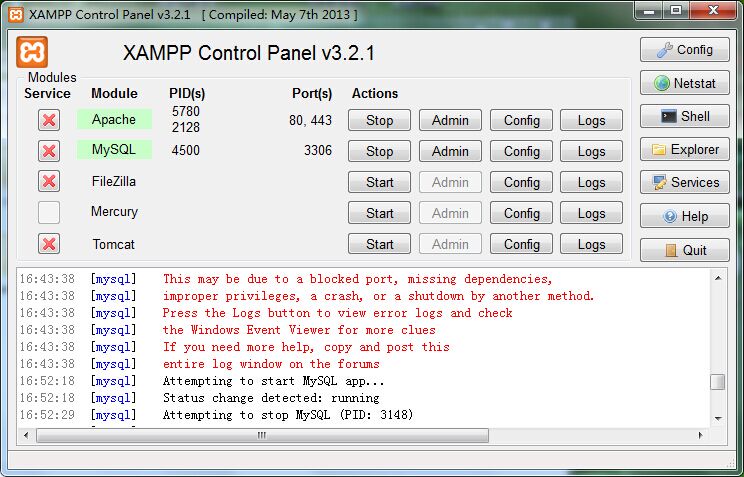 XAMPP Control Panel v3.2.1 [ Compiled: May 7th 2013 ]
XAMPP Control Panel v3.2.1
Config
Modules
Service Module PID(s) Port(s) Actions
Netstat
Apache 5780 2128 80, 443 Stop Admin Config Logs
Shell
MySQL 4500 3306 Stop Admin Config Logs
Explorer
FileZilla Start Admin Config Logs
Services
Mercury Start Admin Config Logs
Help
Tomcat Start Admin Config Logs
Quit
16:43:38 [mysql] This may be due to a blocked port, missing dependencies,
16:43:38 [mysql] improper privileges, a crash, or a shutdown by another method.
16:43:38 [mysql] Press the Logs button to view error logs and check
16:43:38 [mysql] the Windows Event Viewer for more clues
16:43:38 [mysql] If you need more help, copy and post this
16:43:38 [mysql] entire log window on the forums
16:52:18 [mysql] Attempting to start MySQL app...
16:52:18 [mysql] Status change detected: running
16:52:29 [mysql] Attempting to stop MySQL (PID: 3148)